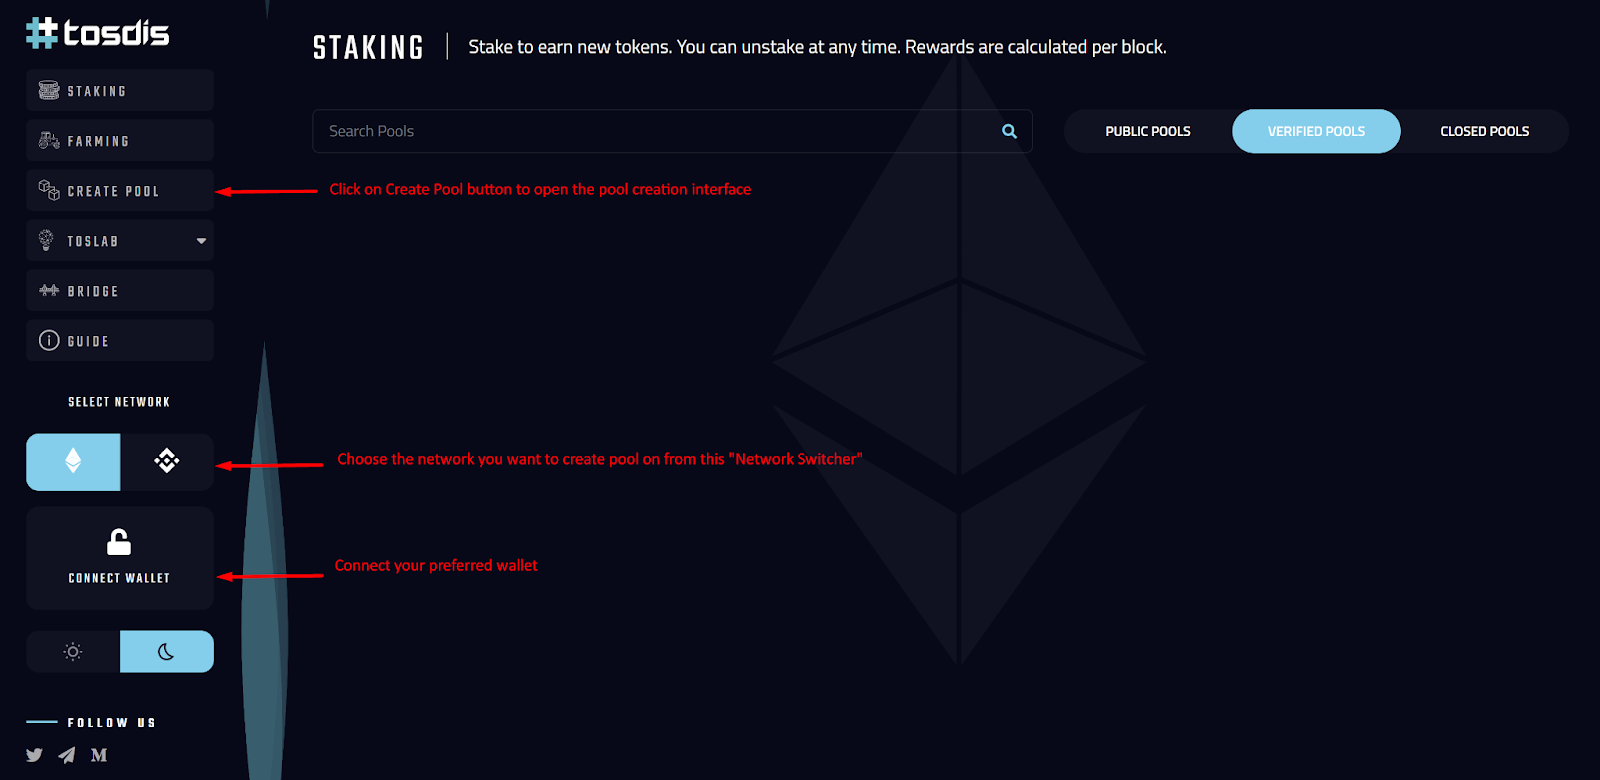 #tosdis
STAKING
FARMING
CREATE POOL
TOSLAB
BRIDGE
GUIDE
SELECT NETWORK
CONNECT WALLET
FOLLOW US
STAKING
Stake to earn new tokens. You can unstake at any time. Rewards are calculated per block.
Search Pools
PUBLIC POOLS
VERIFIED POOLS
CLOSED POOLS
Click on Create Pool button to open the pool creation interface
Choose the network you want to create pool on from this "Network Switcher"
Connect your preferred wallet